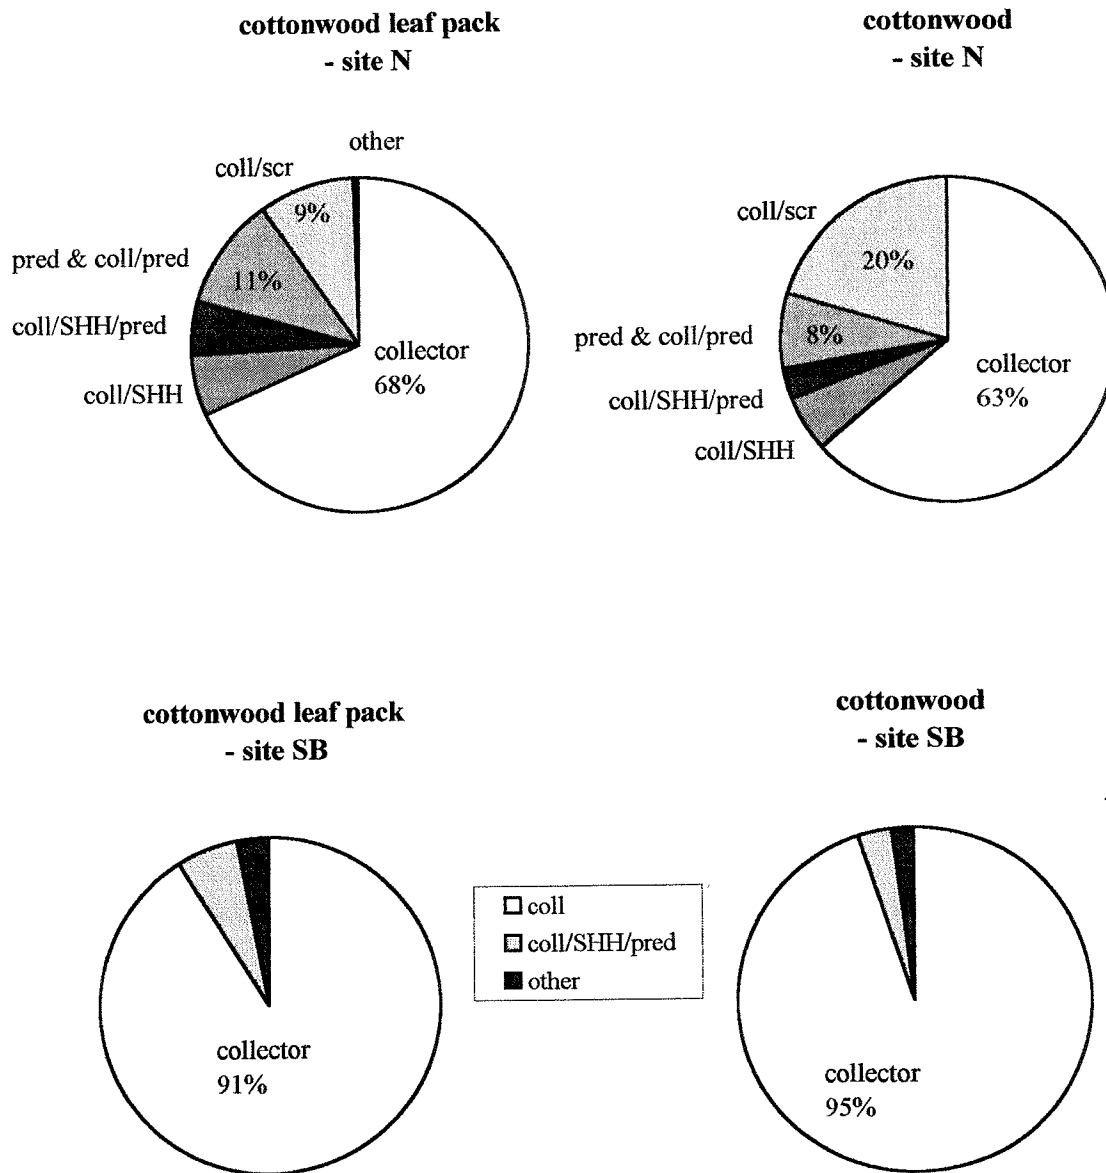 cottonwood leaf pack
- site N
other
coll/scr
9%
pred & coll/pred
11%
coll/SHH/pred
collector
68%
coll/SHH
cottonwood
- site N
coll/scr
20%
pred & coll/pred
8%
collector
63%
coll/SHH/pred
coll/SHH
cottonwood leaf pack
- site SB
collector
91%
coll
coll/SHH/pred
other
cottonwood
- site SB
collector
95%